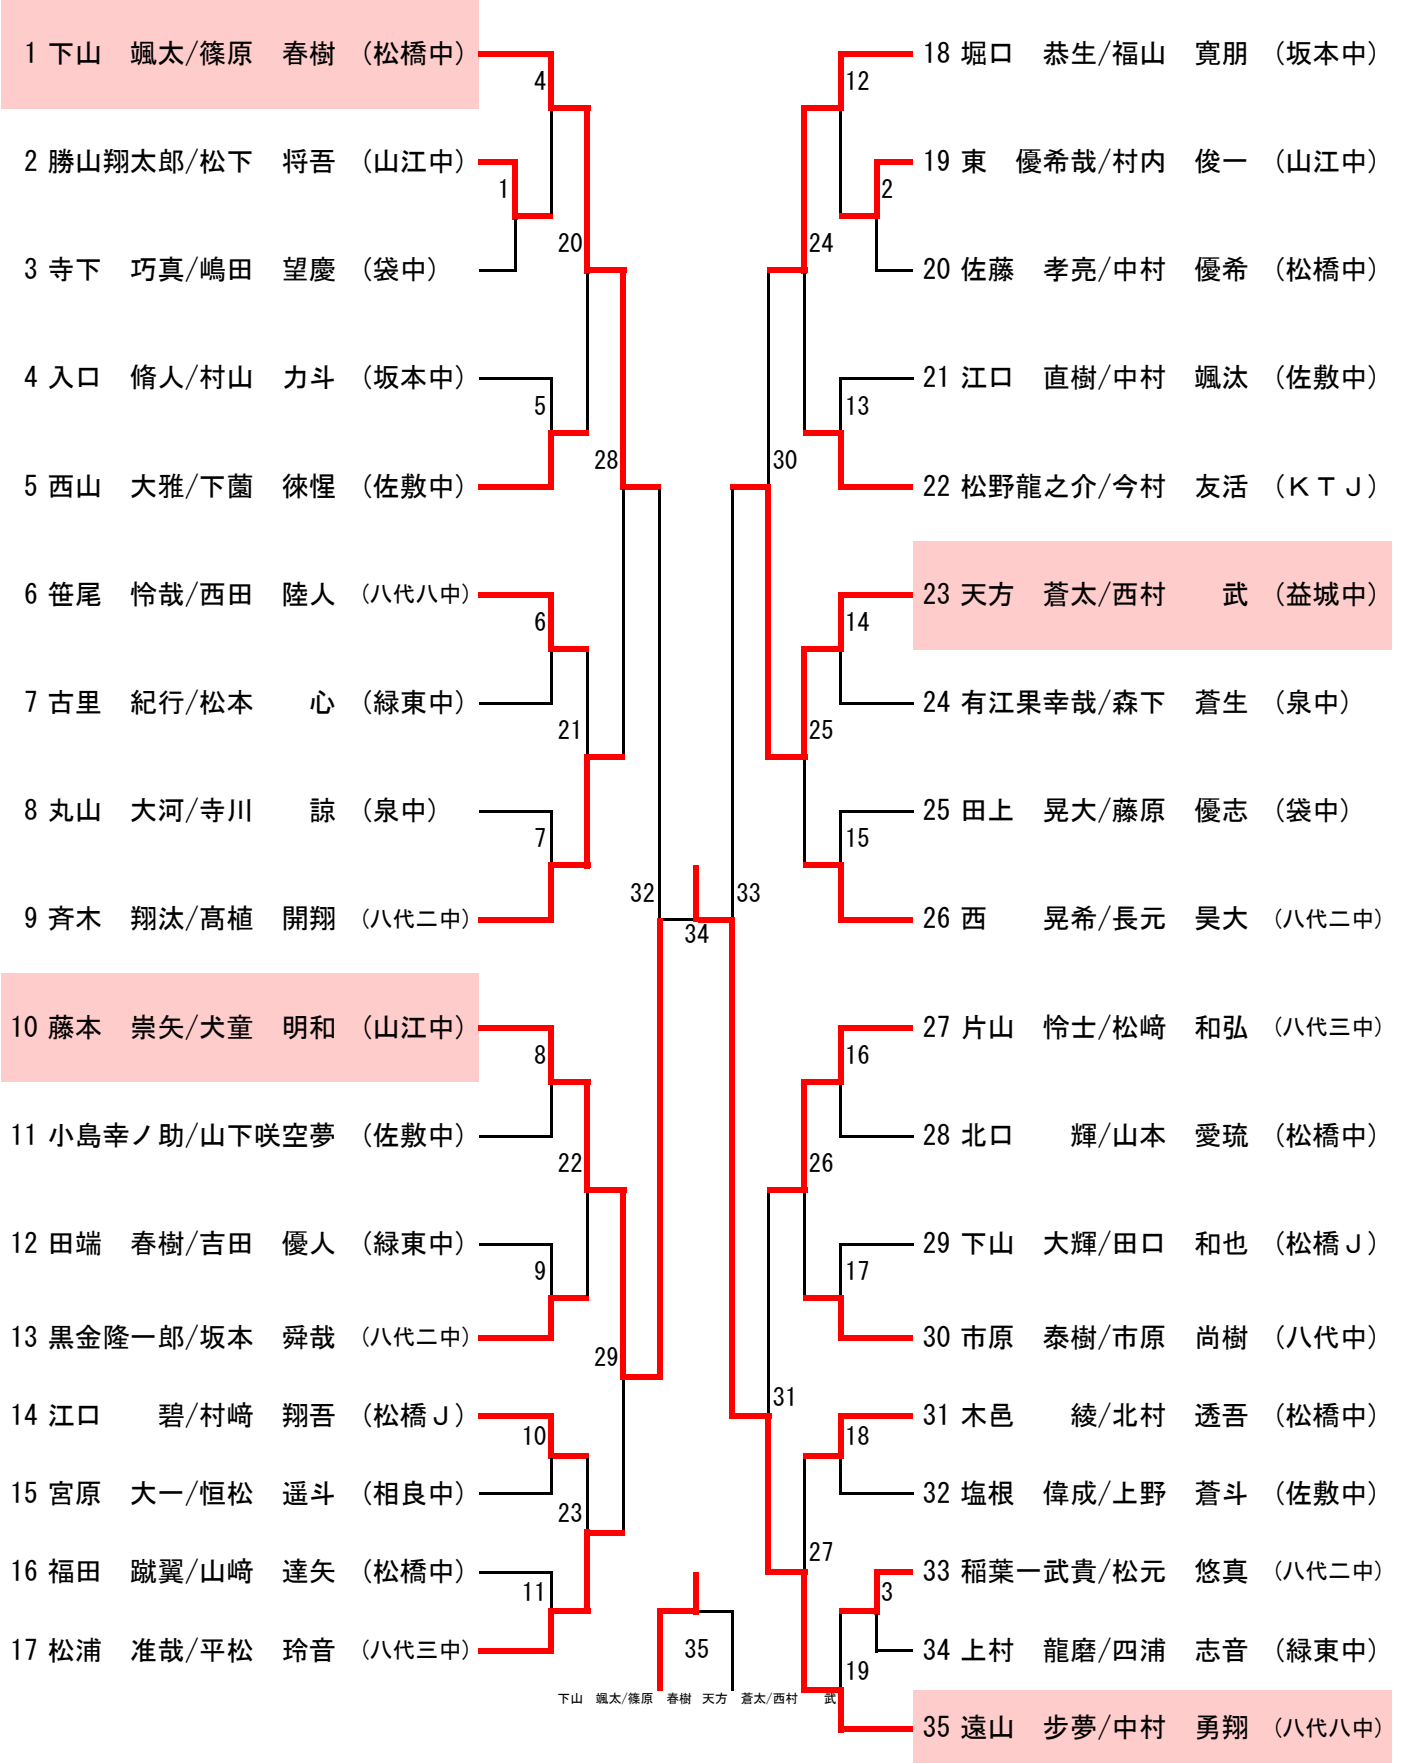 1 下山　颯太/篠原　春樹 （松橋中）
2 勝山翔太郎/松下　将吾 （山江中）
3 寺下　巧真/嶋田　望慶 （袋中）
4 入口　脩人/村山　力斗 （坂本中）
5 西山　大雅/下薗　徠惺 （佐敷中）
6 笹尾　怜哉/西田　陸人 （八代八中）
7 古里　紀行/松本　　心 （緑東中）
8 丸山　大河/寺川　　諒 （泉中）
9 斉木　翔汰/髙植　開翔 （八代二中）
10 藤本　崇矢/犬童　明和 （山江中）
11 小島幸ノ助/山下咲空夢 （佐敷中）
12 田端　春樹/吉田　優人 （緑東中）
13 黒金隆一郎/坂本　舜哉 （八代二中）
14 江口　　碧/村﨑　翔吾 （松橋Ｊ）
15 宮原　大一/恒松　遥斗 （相良中）
16 福田　蹴翼/山﨑　達矢 （松橋中）
17 松浦　准哉/平松　玲音 （八代三中）
4
1
20
5
28
6
21
7
32
8
22
9
29
10
23
11
34
35
下山　颯太/篠原　春樹
天方　蒼太/西村　　武
12
2
24
13
30
14
25
15
33
16
26
17
31
18
27
3
19
18 堀口　恭生/福山　寛朋 （坂本中）
19 東　優希哉/村内　俊一 （山江中）
20 佐藤　孝亮/中村　優希 （松橋中）
21 江口　直樹/中村　颯汰 （佐敷中）
22 松野龍之介/今村　友活 （ＫＴＪ）
23 天方　蒼太/西村　　武 （益城中）
24 有江果幸哉/森下　蒼生 （泉中）
25 田上　晃大/藤原　優志 （袋中）
26 西　　晃希/長元　昊大 （八代二中）
27 片山　怜士/松﨑　和弘 （八代三中）
28 北口　　輝/山本　愛琉 （松橋中）
29 下山　大輝/田口　和也 （松橋Ｊ）
30 市原　泰樹/市原　尚樹 （八代中）
31 木邑　　綾/北村　透吾 （松橋中）
32 塩根　偉成/上野　蒼斗 （佐敷中）
33 稲葉一武貴/松元　悠真 （八代二中）
34 上村　龍磨/四浦　志音 （緑東中）
35 遠山　歩夢/中村　勇翔 （八代八中）